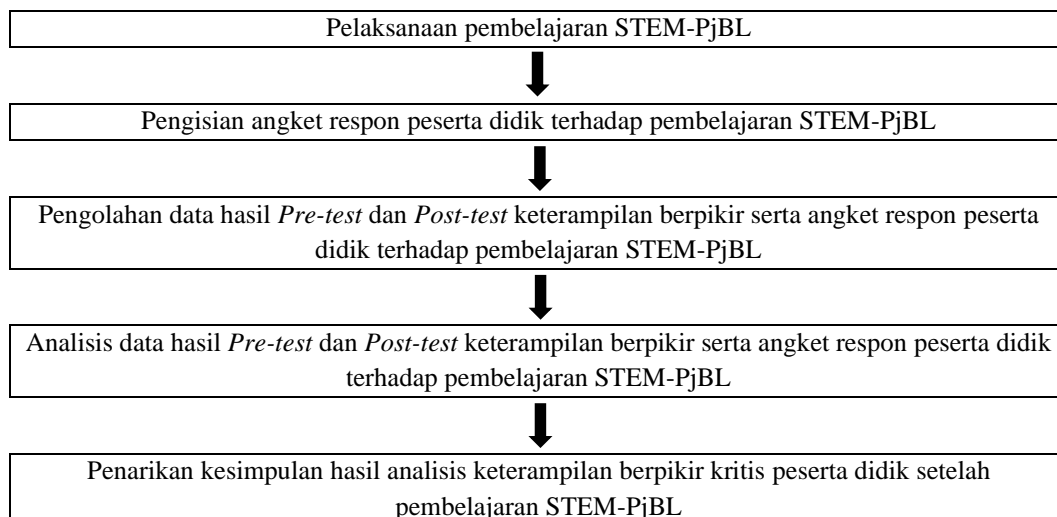 Pelaksanaan pembelajaran STEM-PjBL
Pengisian angket respon peserta didik terhadap pembelajaran STEM-PjBL
Pengolahan data hasil Pre-test dan Post-test keterampilan berpikir serta angket respon peserta
didik terhadap pembelajaran STEM-PjBL
Analisis data hasil Pre-test dan Post-test keterampilan berpikir serta angket respon peserta didik
terhadap pembelajaran STEM-PjBL
Penarikan kesimpulan hasil analisis keterampilan berpikir kritis peserta didik setelah
pembelajaran STEM-PjBL